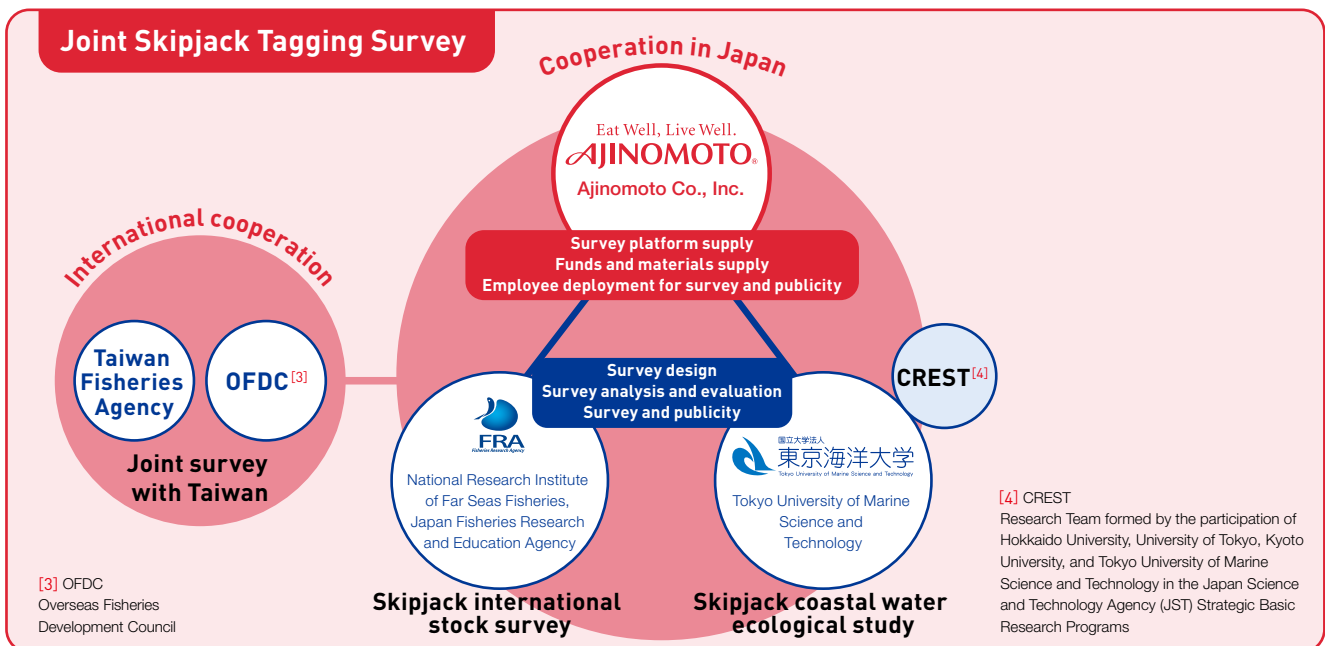 Joint Skipjack Tagging Survey
Cooperation in Japan
Eat Well, Live Well.
AJINOMOTO®
Ajinomoto Co., Inc.
Survey platform supply
Funds and materials supply
Employee deployment for survey and publicity
International cooperation
Taiwan
Fisheries
Agency
OFDC[3]
Joint survey
with Taiwan
Survey design
Survey analysis and evaluation
Survey and publicity
FRA
Fisheries Research Agency
National Research Institute
of Far Seas Fisheries,
Japan Fisheries Research
and Education Agency
Skipjack international
stock survey
国立大学法人
東京海洋大学
Tokyo University of Marine Science and Technology
Tokyo University of Marine
Science and
Technology
Skipjack coastal water
ecological study
CREST[4]
[3] OFDC
Overseas Fisheries
Development Council
[4] CREST
Research Team formed by the participation of
Hokkaido University, University of Tokyo, Kyoto
University, and Tokyo University of Marine
Science and Technology in the Japan Science
and Technology Agency (JST) Strategic Basic
Research Programs